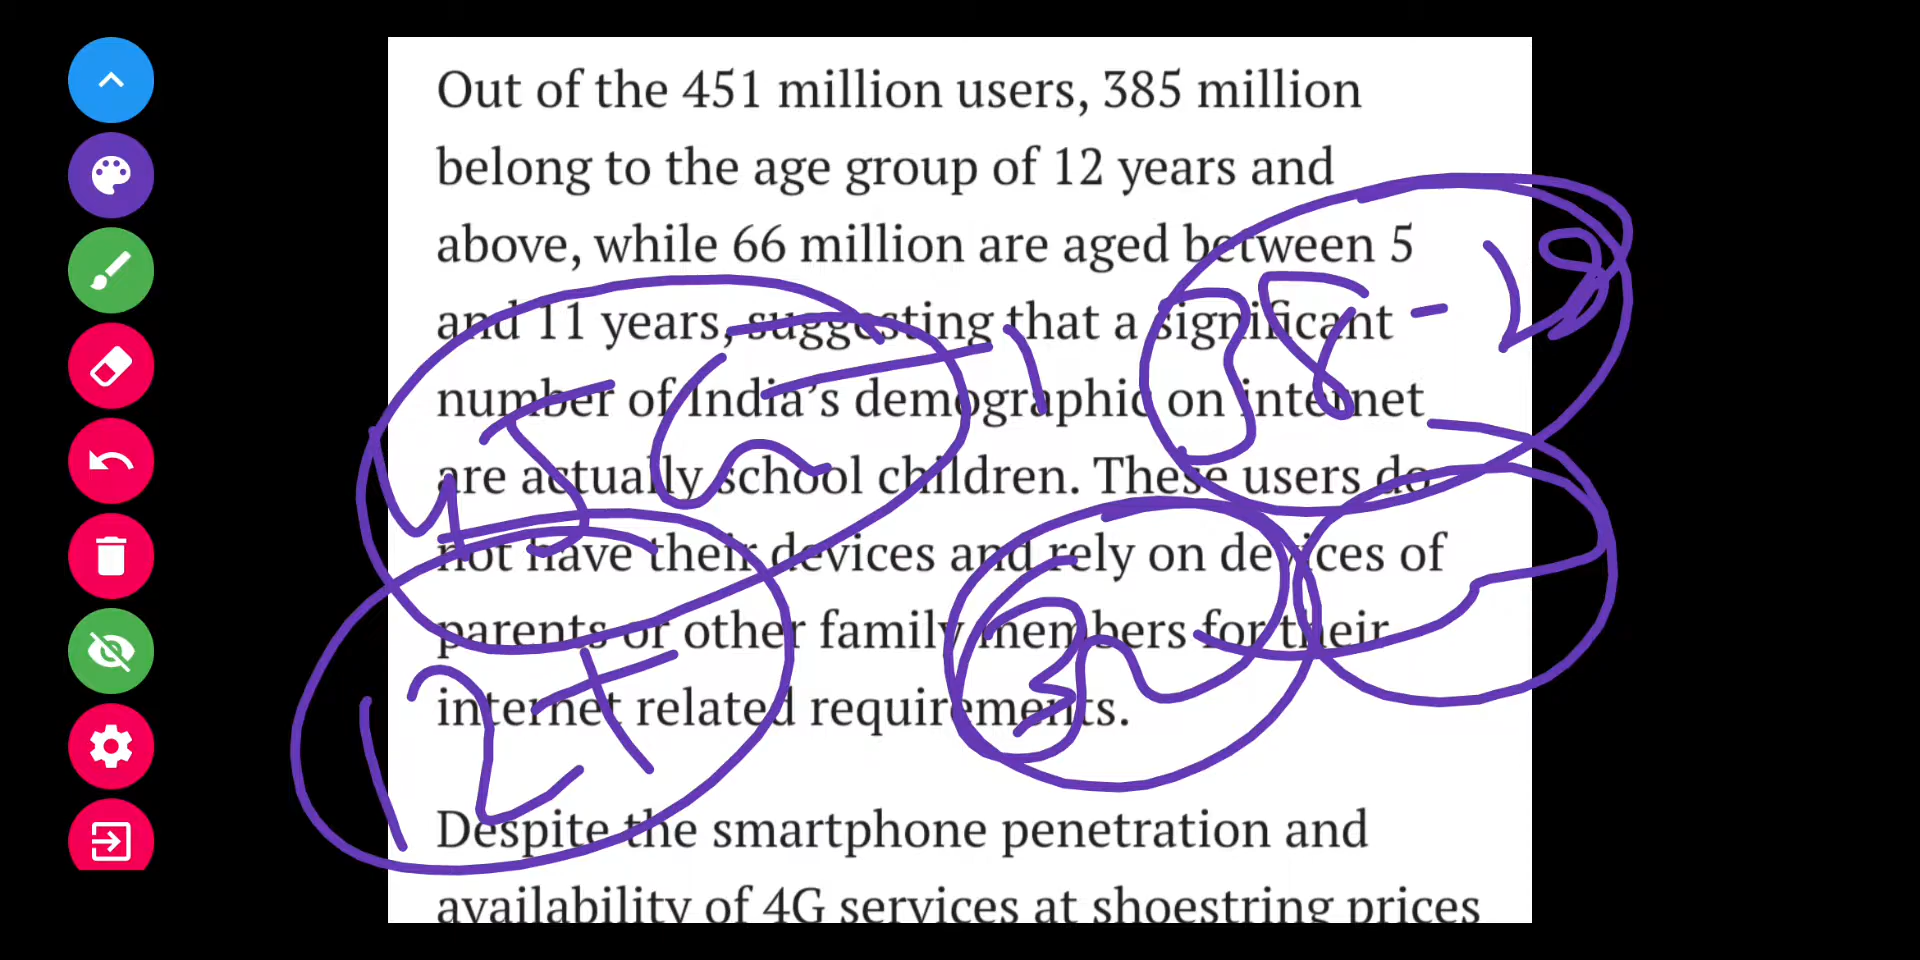 Out of the 451 million users, 385 million
belong to the age group of 12 years and
above, while 66 million are aged between 5
and 11 years, suggesting that a significant
number of India's demographic on internet
are actually school children. These users do
not have their devices and rely on devices of
parents or other family members for their
internet related requirements.
12+
Despite the smartphone penetration and
availability of 4G services at shoestring prices